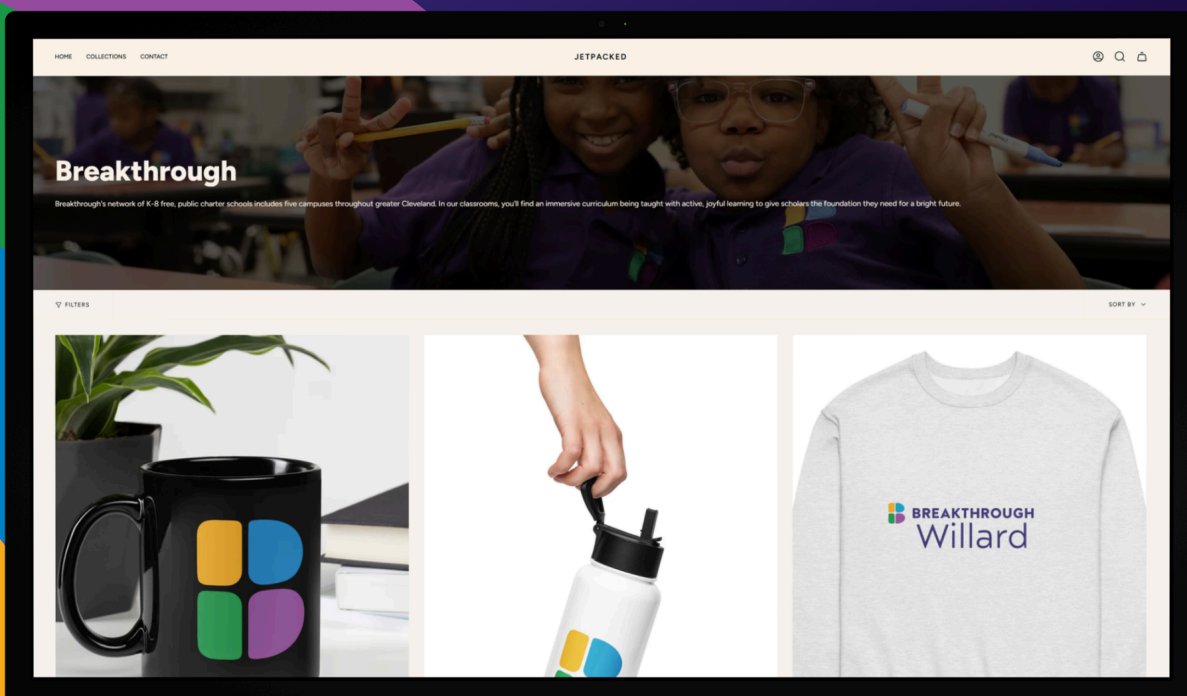 HOME COLLECTIONS CONTACT
JETPACKED
Breakthrough
Breakthrough's network of K-8 free, public charter schools includes five campuses throughout greater Cleveland. In our classrooms, you'll find an immersive curriculum being taught with active, joyful learning to give scholars the foundation they need for a bright future.
FILTERS
SORT BY
BREAKTHROUGH
Willard